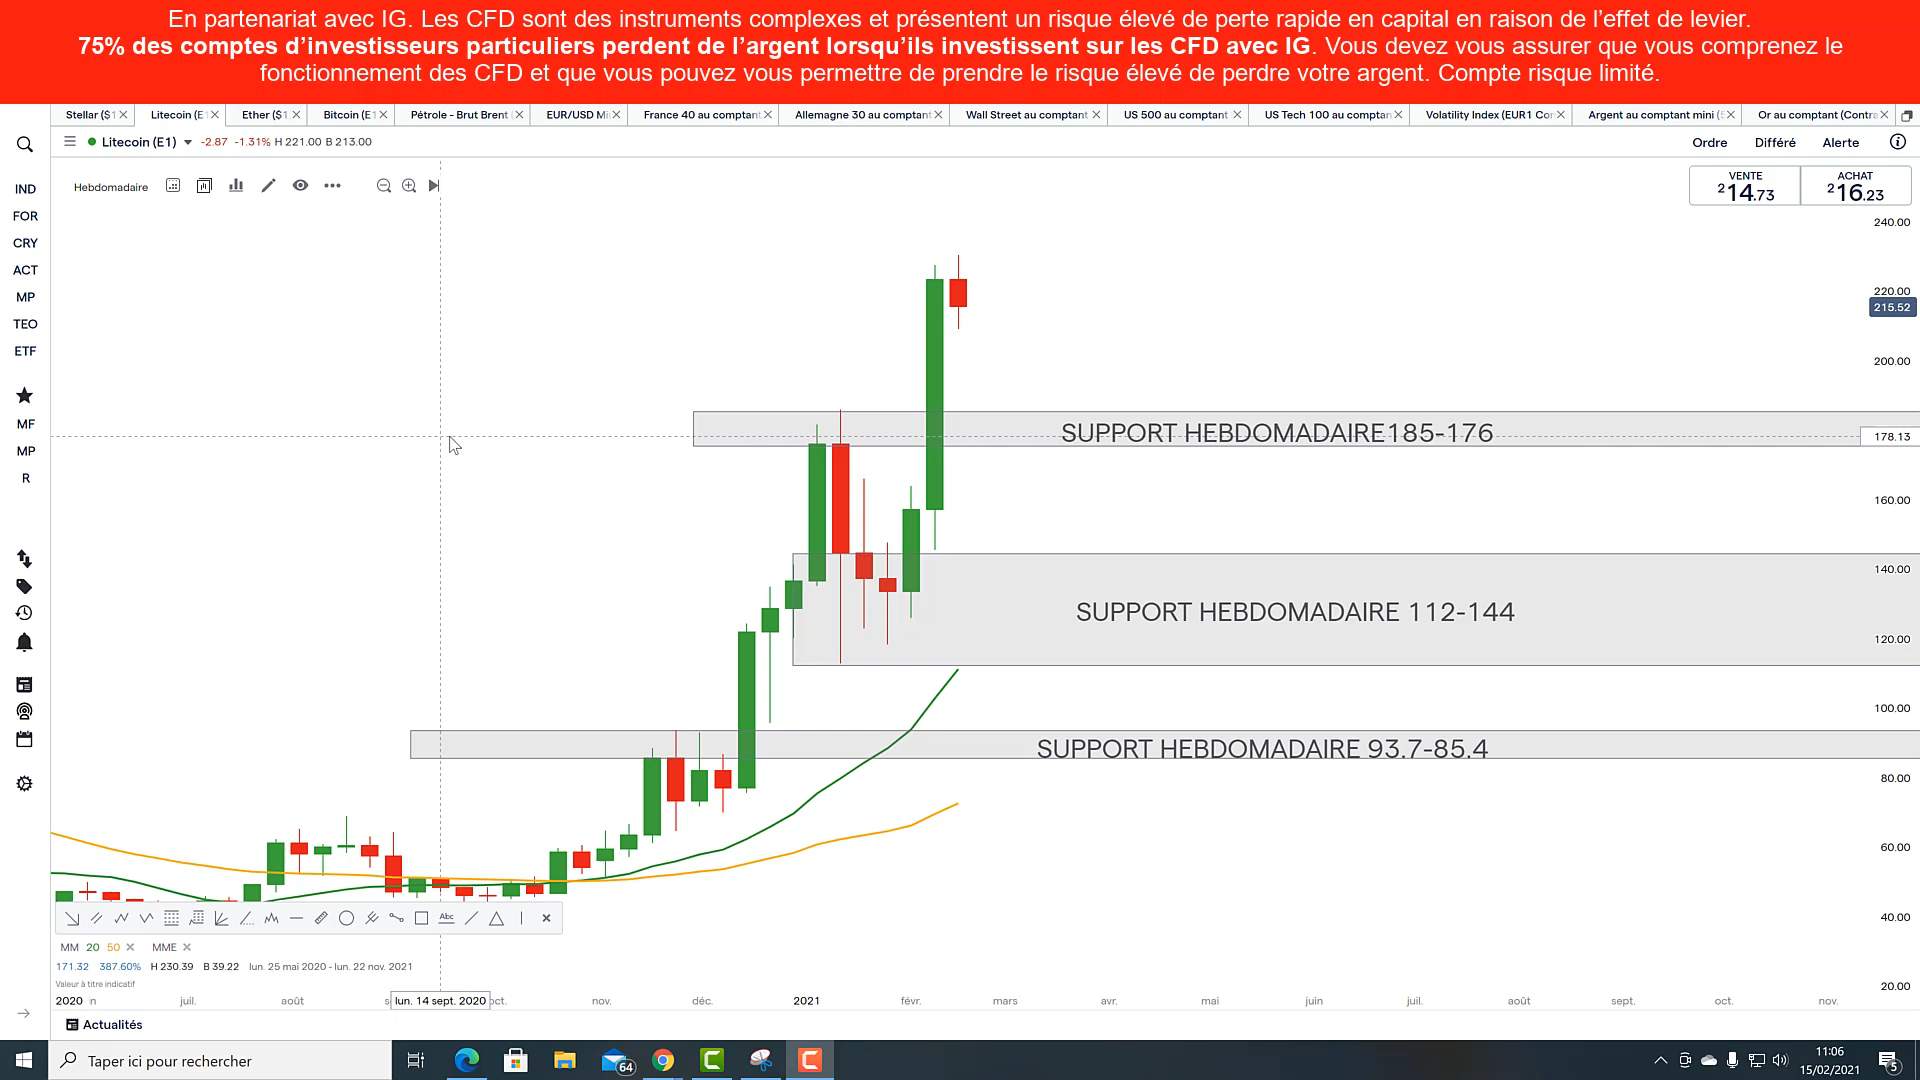 En partenariat avec IG. Les CFD sont des instruments complexes et présentent un risque élevé de perte rapide en capital en raison de l'effet de levier.
75% des comptes d'investisseurs particuliers perdent de l'argent lorsqu'ils investissent sur les CFD avec IG. Vous devez vous assurer que vous comprenez le
fonctionnement des CFD et que vous pouvez vous permettre de prendre le risque élevé de perdre votre argent. Compte risque limité.
Stellar ($1 Litecoin (E1 Ether ($1 Bitcoin (E1 Pétrole - Brut Brent EUR/USD Mi France 40 au comptant Allemagne 30 au comptant Wall Street au comptant US 500 au comptant US Tech 100 au comptant Volatility Index (EUR1 Con Argent au comptant mini (E Or au comptant (Contra
Litecoin (E1) -2.87 -1.31% H 221.00 B 213.00 Ordre Différé Alerte
Hebdomadaire
VENTE ACHAT
214.73 216.23
IND
FOR
CRY
ACT
MP
TEO
ETF
MF
MP
R
240.00
220.00
215.52
200.00
178.13
160.00
140.00
120.00
100.00
80.00
60.00
40.00
20.00
SUPPORT HEBDOMADAIRE185-176
SUPPORT HEBDOMADAIRE 112-144
SUPPORT HEBDOMADAIRE 93.7-85.4
Abc
MM 20 50 MME
171.32 387.60% H 230.39 B 39.22 lun. 25 mai 2020 - lun. 22 nov. 2021
Valeur à titre indicatif
2020 n juil. août s lun. 14 sept. 2020 oct. nov. déc. 2021 févr. mars avr. mai juin juil. août sept. oct. nov.
Actualités
Taper ici pour rechercher
64
11:06
15/02/2021
5